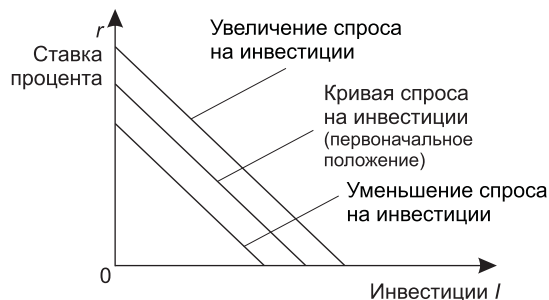 r
Ставка
процента
Увеличение спроса
на инвестиции
Кривая спроса
на инвестиции
(первоначальное
положение)
Уменьшение спроса
на инвестиции
0
Инвестиции I